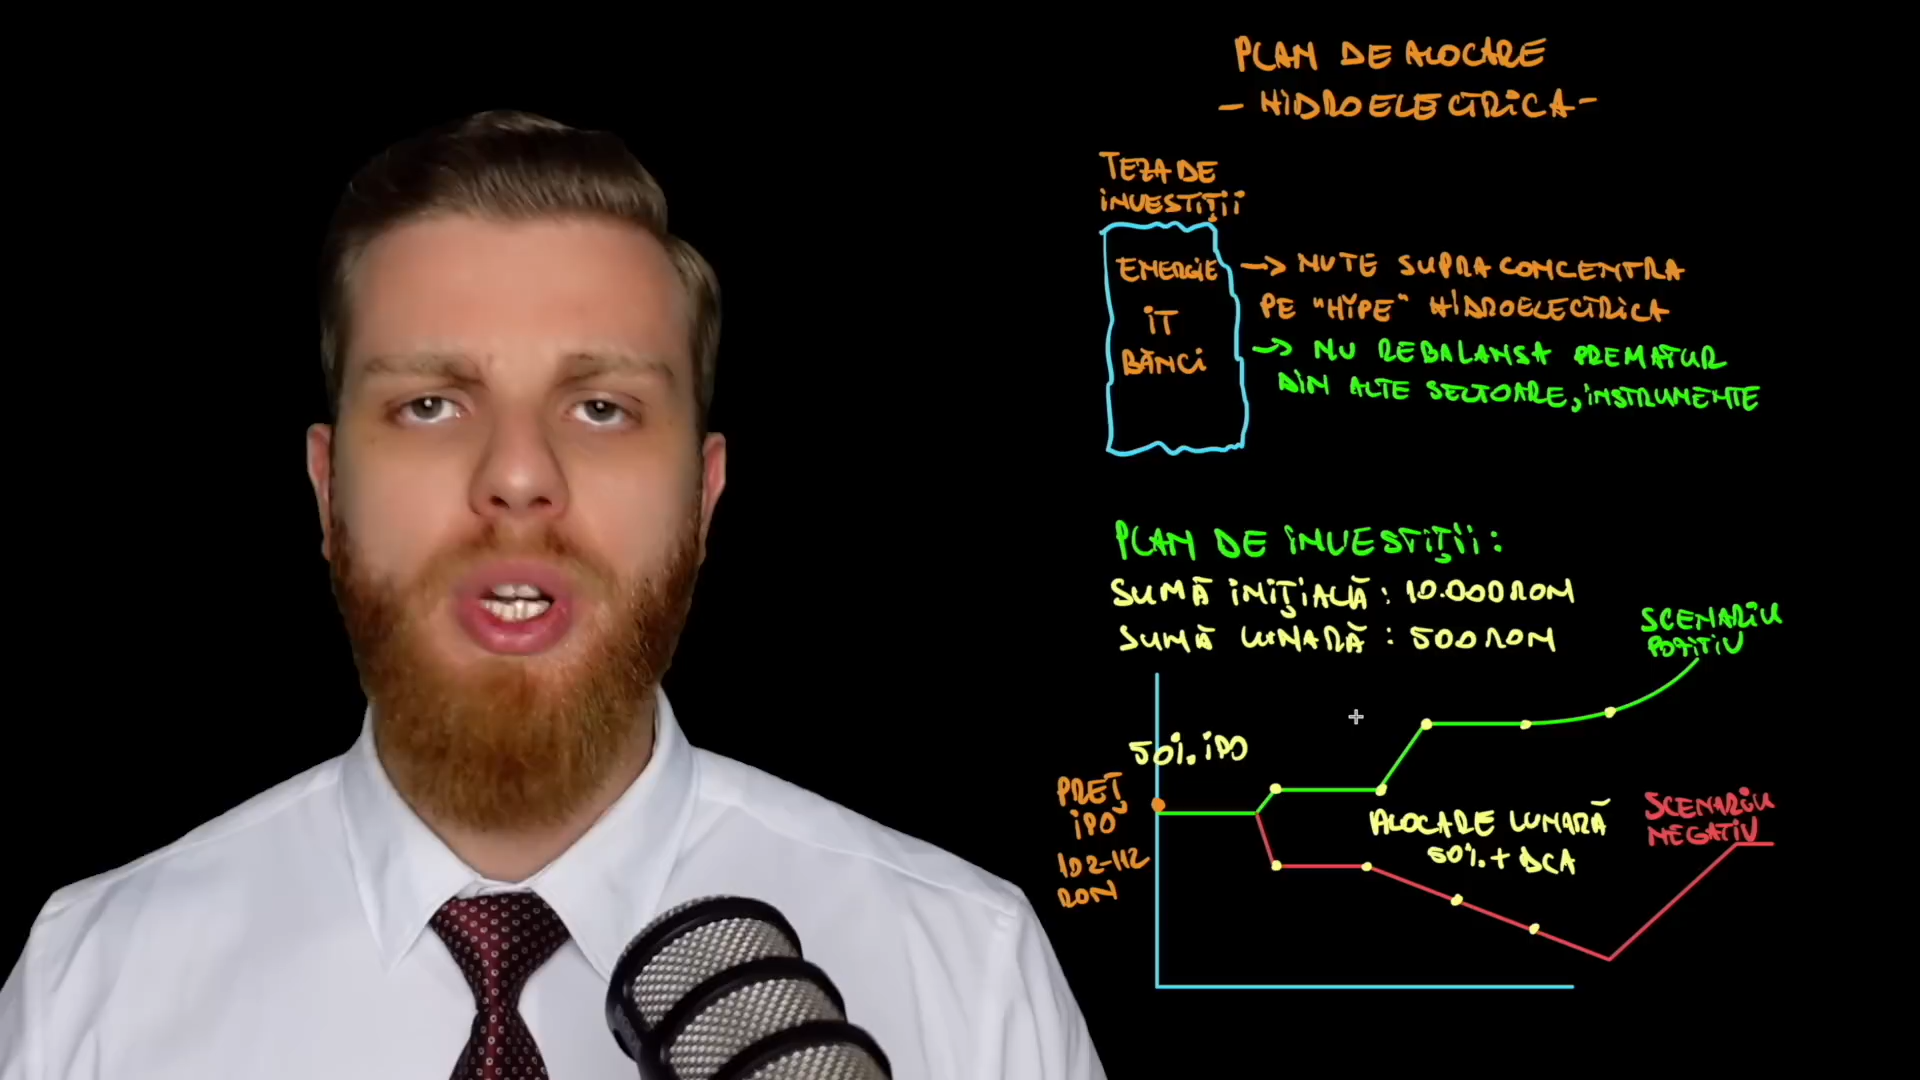 PLAN DE ALOCARE
- HIDROELECTRICA -
TEZA DE
INVESTIȚII
ENERGIE
IT
BĂNCI
→ NU TE SUPRACONCENTRA
PE "HYPE" HIDROELECTRICA
→ NU REBALANSA PREMATUR
DIN ALTE SECTOARE, INSTRUMENTE
PLAN DE INVESTIȚII:
SUMĂ INIȚIALĂ: 10.000 RON
SUMĂ LUNARĂ: 500 RON
SCENARIU
POZITIV
50% IPO
PREȚ
IPO
102-112
RON
ALOCARE LUNARĂ
50% + DCA
SCENARIU
NEGATIV